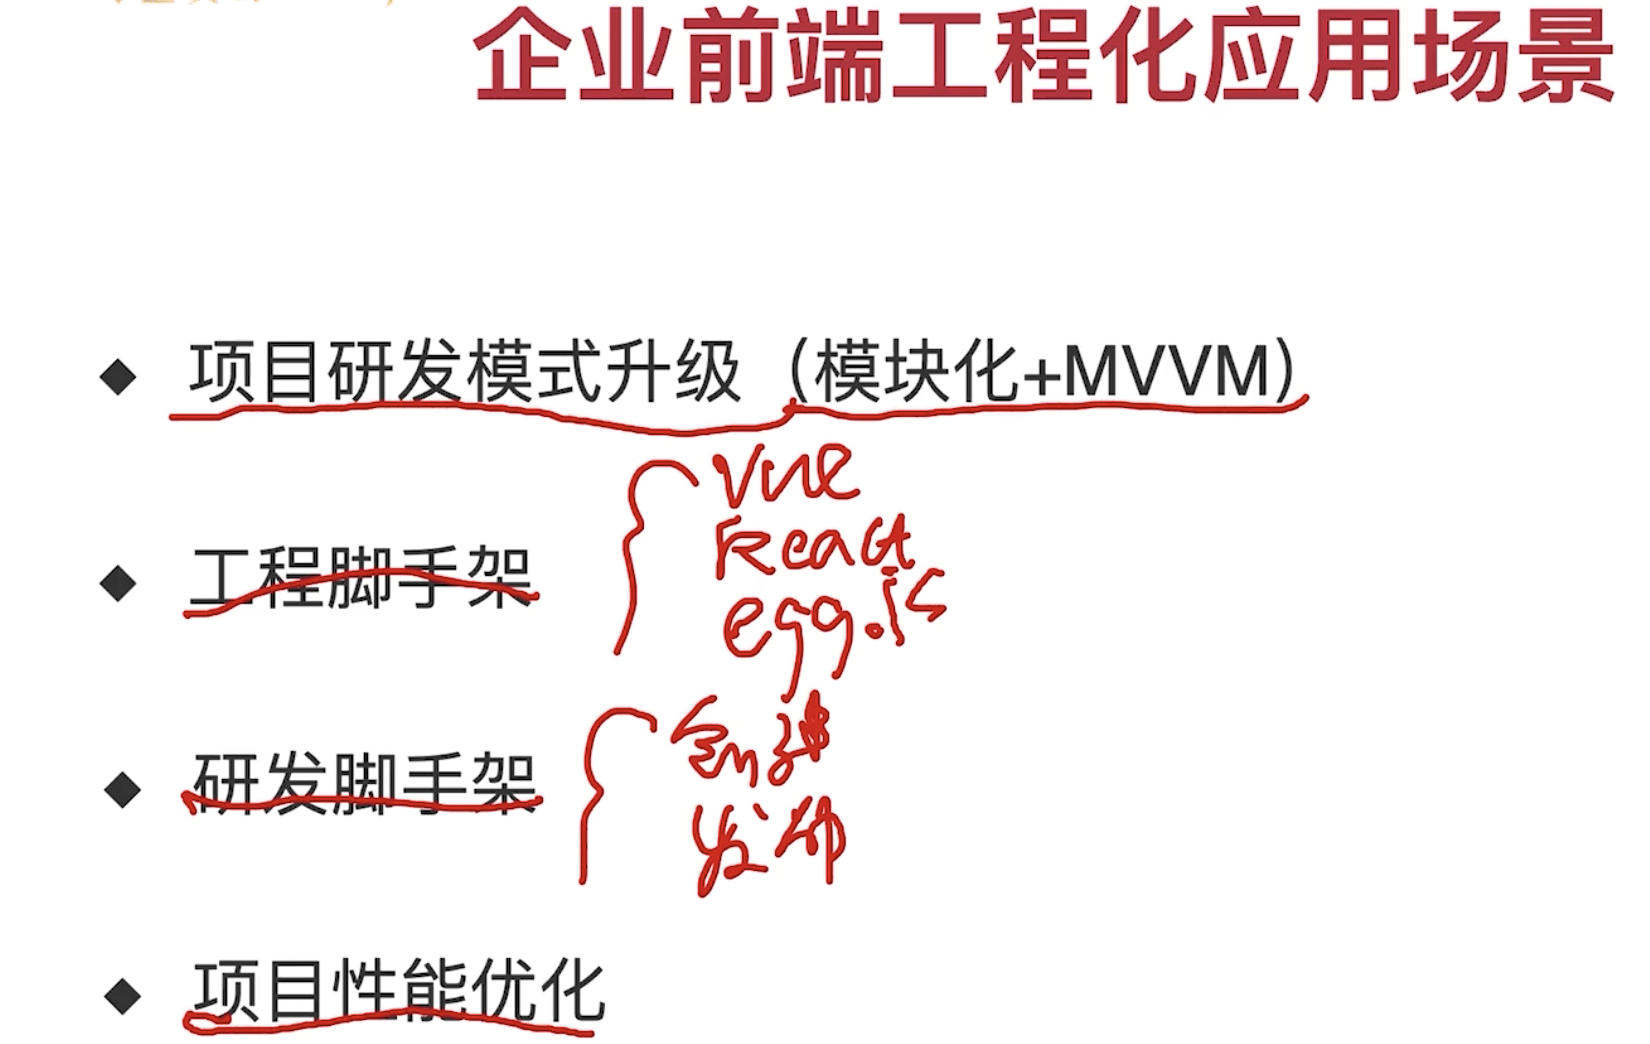 企业前端工程化应用场景
◆ 项目研发模式升级（模块化+MVVM）
vue
React
◆ 工程脚手架
egg.js
创建
◆ 研发脚手架
发布
◆ 项目性能优化